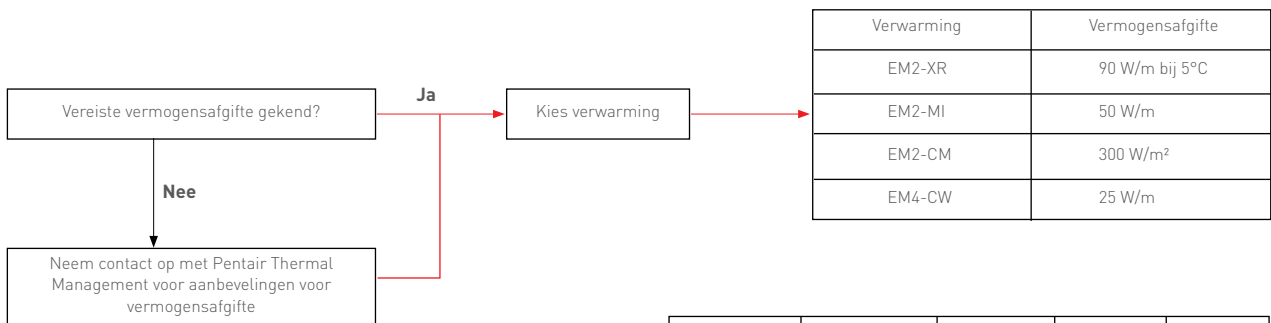 Verwarming Vermogensafgifte
EM2-XR 90 W/m bij 5°C
EM2-MI 50 W/m
EM2-CM 300 W/m²
EM4-CW 25 W/m
Vereiste vermogensafgifte gekend?
Ja
Kies verwarming
Nee
Neem contact op met Pentair Thermal
Management voor aanbevelingen voor
vermogensafgifte